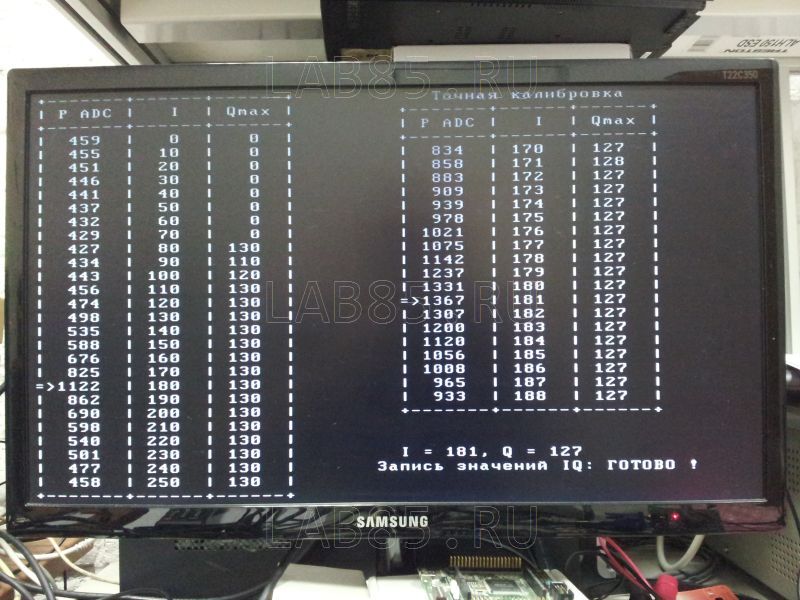 TRESTON
ALH150 ESD
T22C350
LAB85.RU
| P ADC | I | Qmax |
| 459 | 0 | 0 |
| 455 | 10 | 0 |
| 451 | 20 | 0 |
| 446 | 30 | 0 |
| 441 | 40 | 0 |
| 437 | 50 | 0 |
| 432 | 60 | 0 |
| 429 | 70 | 0 |
| 427 | 80 | 130 |
| 434 | 90 | 110 |
| 443 | 100 | 120 |
| 456 | 110 | 130 |
| 474 | 120 | 130 |
| 498 | 130 | 130 |
| 535 | 140 | 130 |
| 588 | 150 | 130 |
| 676 | 160 | 130 |
| 825 | 170 | 130 |
=>1122 | 180 | 130 |
| 862 | 190 | 130 |
| 690 | 200 | 130 |
| 598 | 210 | 130 |
| 540 | 220 | 130 |
| 501 | 230 | 130 |
| 477 | 240 | 130 |
| 458 | 250 | 130 |
Точная калибровка
| P ADC | I | Qmax |
| 834 | 170 | 127 |
| 858 | 171 | 128 |
| 883 | 172 | 127 |
| 909 | 173 | 127 |
| 939 | 174 | 127 |
| 978 | 175 | 127 |
| 1021 | 176 | 127 |
| 1075 | 177 | 127 |
| 1142 | 178 | 127 |
| 1237 | 179 | 127 |
| 1331 | 180 | 127 |
=>1367 | 181 | 127 |
| 1307 | 182 | 127 |
| 1200 | 183 | 127 |
| 1120 | 184 | 127 |
| 1056 | 185 | 127 |
| 1008 | 186 | 127 |
| 965 | 187 | 127 |
| 933 | 188 | 127 |
I = 181, Q = 127
Запись значений IQ: ГОТОВО !
LAB85.RU
SAMSUNG
LAB85.RU